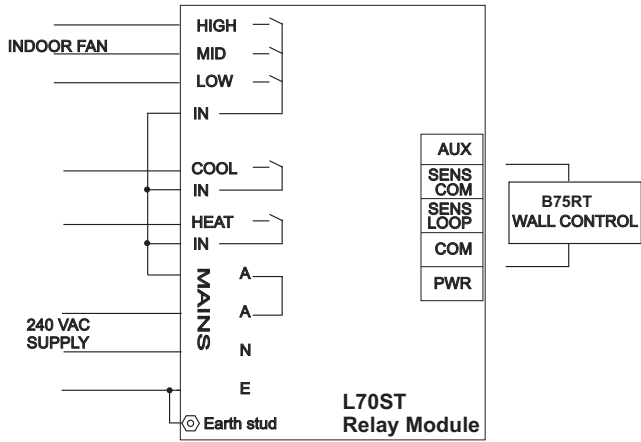 HIGH
INDOOR FAN
MID
LOW
IN
COOL
IN
HEAT
IN
MAINS
A
A
N
E
240 VAC
SUPPLY
Earth stud
L70ST
Relay Module
AUX
SENS
COM
SENS
LOOP
COM
PWR
B75RT
WALL CONTROL